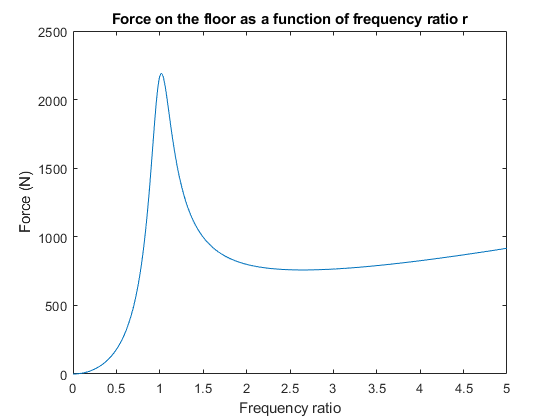 Force on the floor as a function of frequency ratio r
2500
2000
1500
1000
500
0
Force (N)
0 0.5 1 1.5 2 2.5 3 3.5 4 4.5 5
Frequency ratio